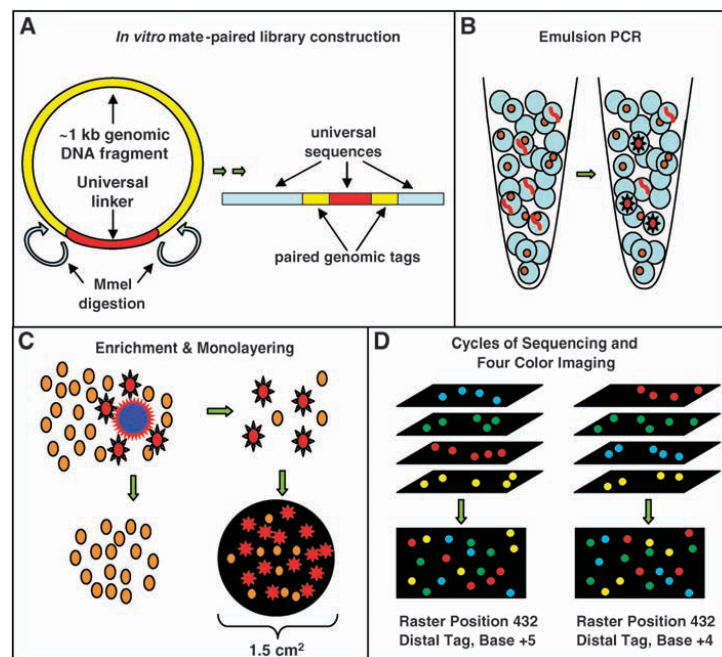 A
In vitro mate-paired library construction
~1 kb genomic
DNA fragment
Universal
linker
MmeI
digestion
universal
sequences
paired genomic tags
B
Emulsion PCR
C
Enrichment & Monolayering
1.5 cm²
D
Cycles of Sequencing and
Four Color Imaging
Raster Position 432
Distal Tag, Base +5
Raster Position 432
Distal Tag, Base +4